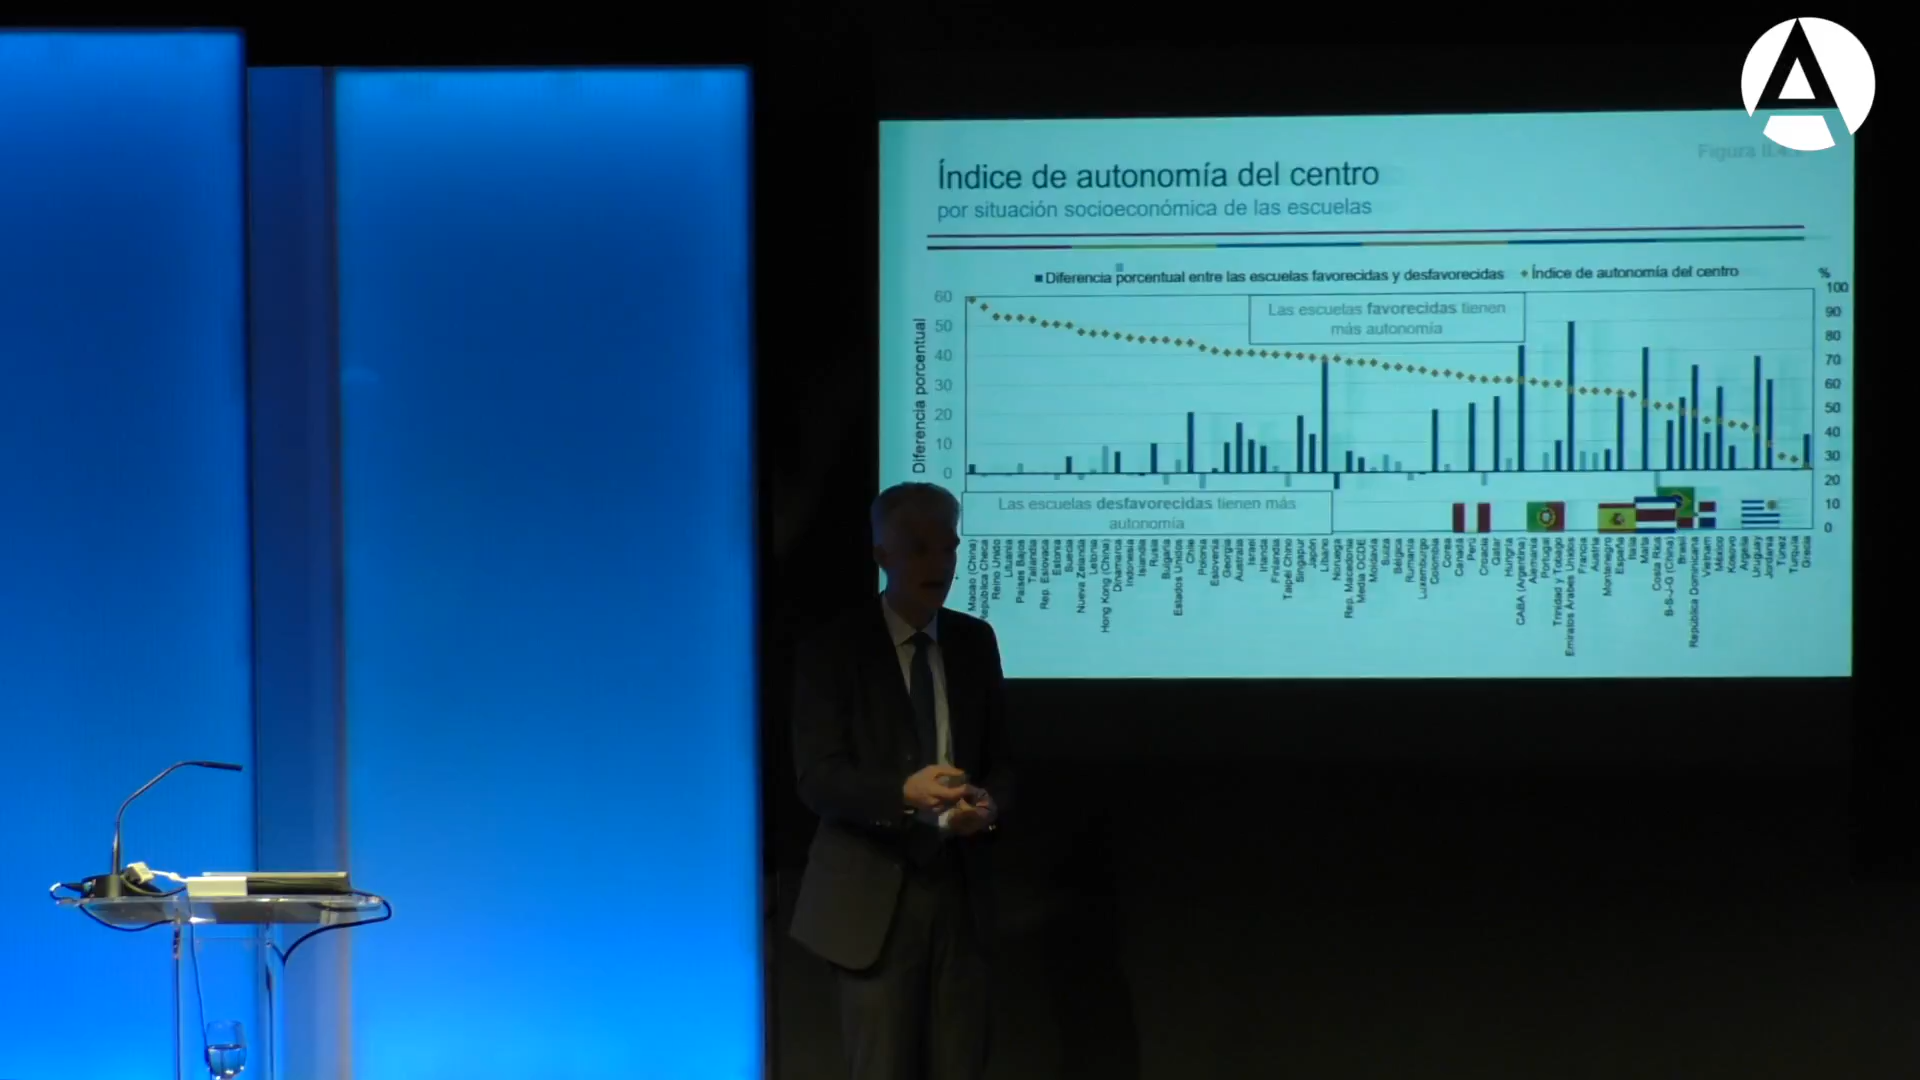 Figura II.4.7
Índice de autonomía del centro
por situación socioeconómica de las escuelas
Diferencia porcentual entre las escuelas favorecidas y desfavorecidas
Índice de autonomía del centro
%
Diferencia porcentual
60
50
40
30
20
10
0
100
90
80
70
60
50
40
30
20
10
0
Las escuelas favorecidas tienen
más autonomía
Las escuelas desfavorecidas tienen más
autonomía
Macao (China)
República Checa
Reino Unido
Lituania
Países Bajos
Tailandia
Rep. Eslovaca
Estonia
Suecia
Nueva Zelanda
Letonia
Hong Kong (China)
Dinamarca
Indonesia
Islandia
Rusia
Bulgaria
Estados Unidos
Chile
Polonia
Eslovenia
Georgia
Australia
Israel
Irlanda
Finlandia
Taipéi Chino
Singapur
Japón
Líbano
Noruega
Rep. Macedonia
Media OCDE
Moldavia
Suiza
Bélgica
Rumanía
Luxemburgo
Colombia
Corea
Canadá
Perú
Croacia
Qatar
Hungría
CABA (Argentina)
Alemania
Portugal
Trinidad y Tobago
Emiratos Árabes Unidos
Francia
Austria
Montenegro
España
Italia
Malta
Costa Rica
B-S-J-G (China)
Brasil
República Dominicana
Vietnam
México
Kosovo
Argelia
Uruguay
Jordania
Túnez
Turquía
Grecia